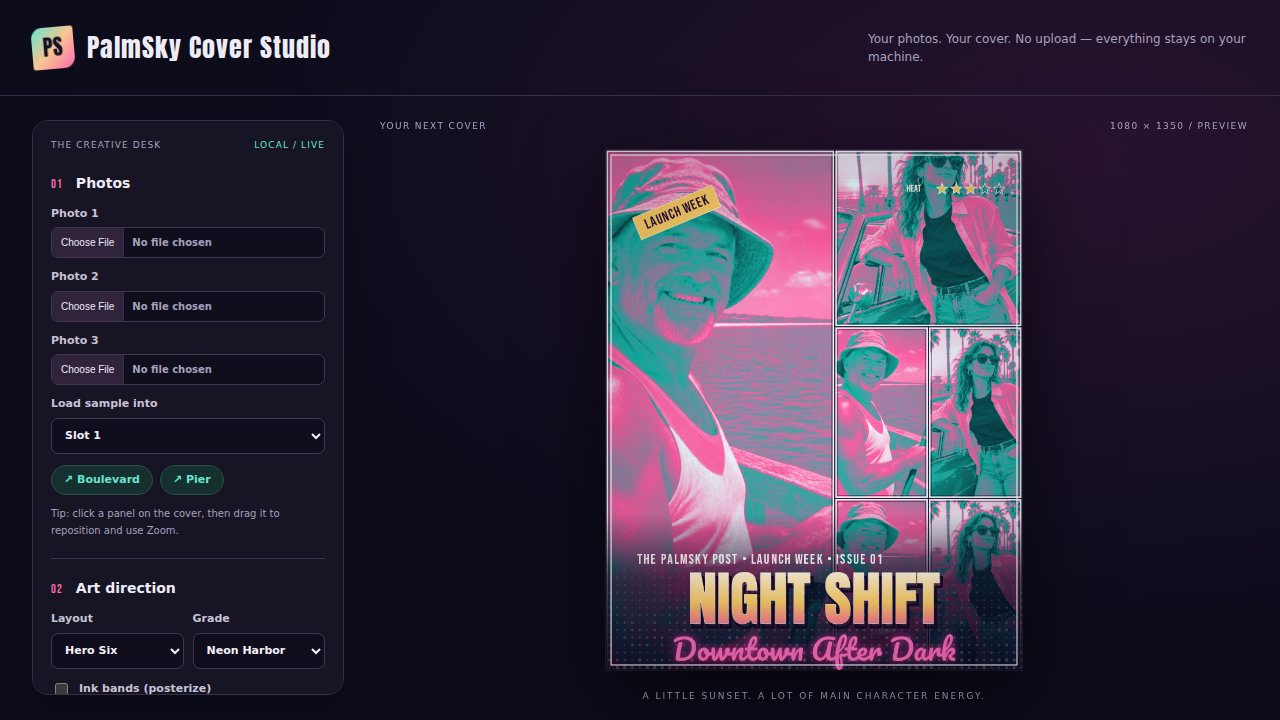 PS
PalmSky Cover Studio
Your photos. Your cover. No upload — everything stays on your
machine.
THE CREATIVE DESK
LOCAL / LIVE
01 Photos
Photo 1
Choose File No file chosen
Photo 2
Choose File No file chosen
Photo 3
Choose File No file chosen
Load sample into
Slot 1
↗ Boulevard
↗ Pier
Tip: click a panel on the cover, then drag it to
reposition and use Zoom.
02 Art direction
Layout
Grade
Hero Six
Neon Harbor
Ink bands (posterize)
YOUR NEXT COVER
1080 × 1350 / PREVIEW
LAUNCH WEEK
HEAT
THE PALMSKY POST • LAUNCH WEEK • ISSUE 01
NIGHT SHIFT
Downtown After Dark
A LITTLE SUNSET. A LOT OF MAIN CHARACTER ENERGY.